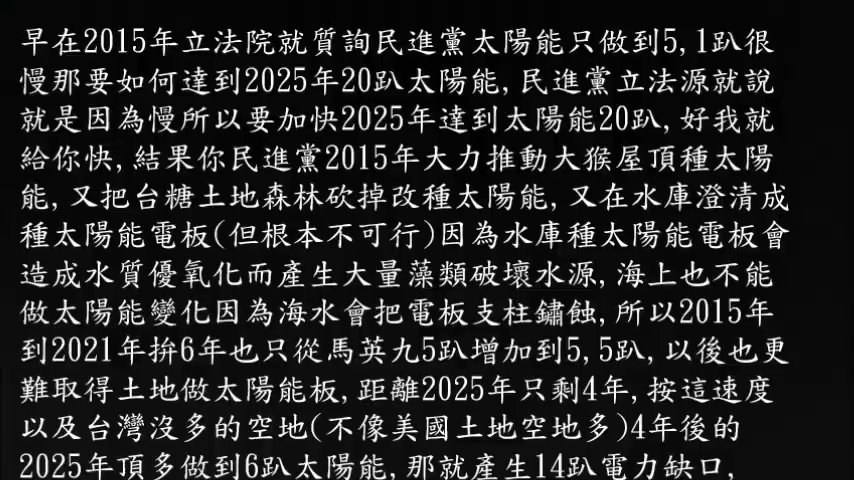 早在2015年立法院就質詢民進黨太陽能只做到5,1趴很
慢那要如何達到2025年20趴太陽能,民進黨立法源就說
就是因為慢所以要加快2025年達到太陽能20趴,好我就
給你快,結果你民進黨2015年大力推動大猴屋頂種太陽
能,又把台糖土地森林砍掉改種太陽能,又在水庫澄清成
種太陽能電板(但根本不可行)因為水庫種太陽能電板會
造成水質優氧化而產生大量藻類破壞水源,海上也不能
做太陽能變化因為海水會把電板支柱鏽蝕,所以2015年
到2021年拚6年也只從馬英九5趴增加到5,5趴,以後也更
難取得土地做太陽能板,距離2025年只剩4年,按這速度
以及台灣沒多的空地(不像美國土地空地多)4年後的
2025年頂多做到6趴太陽能,那就產生14趴電力缺口,